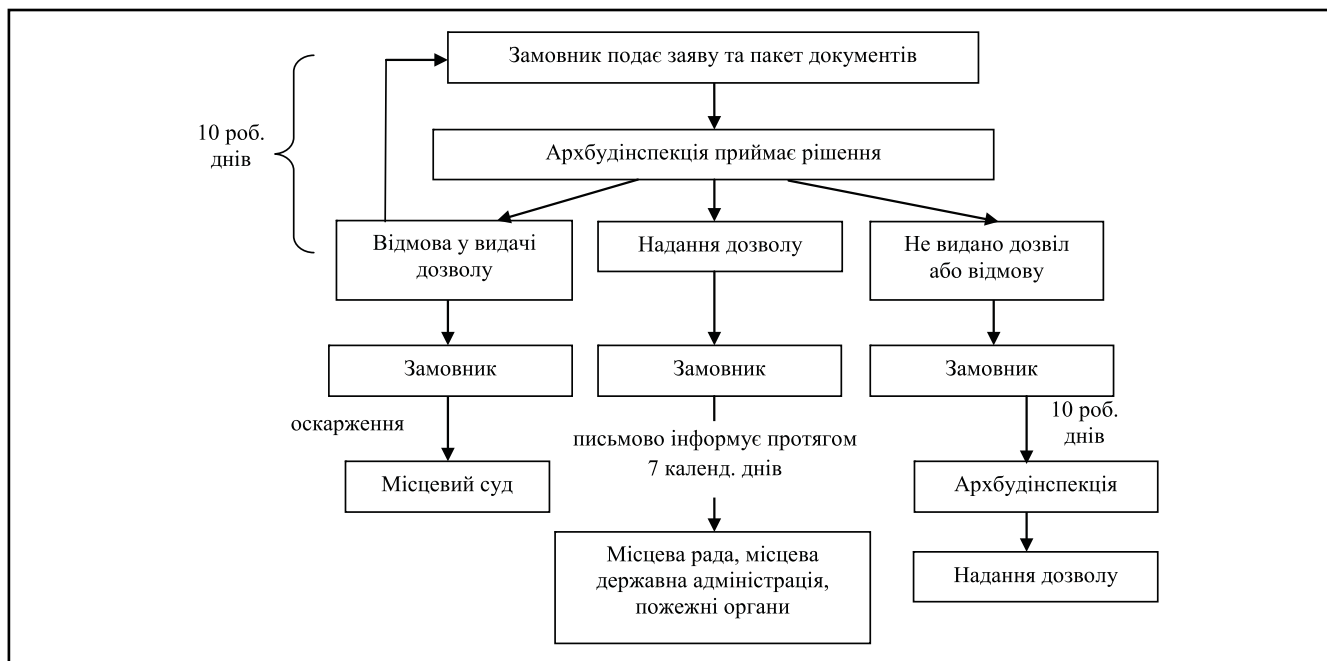 Замовник подає заяву та пакет документів
10 роб.
днів
Архбудінспекція приймає рішення
Відмова у видачі
дозволу
Надання дозволу
Не видано дозвіл
або відмову
Замовник
Замовник
Замовник
оскарження
письмово інформує протягом
7 календ. днів
10 роб.
днів
Місцевий суд
Архбудінспекція
Місцева рада, місцева
державна адміністрація,
пожежні органи
Надання дозволу